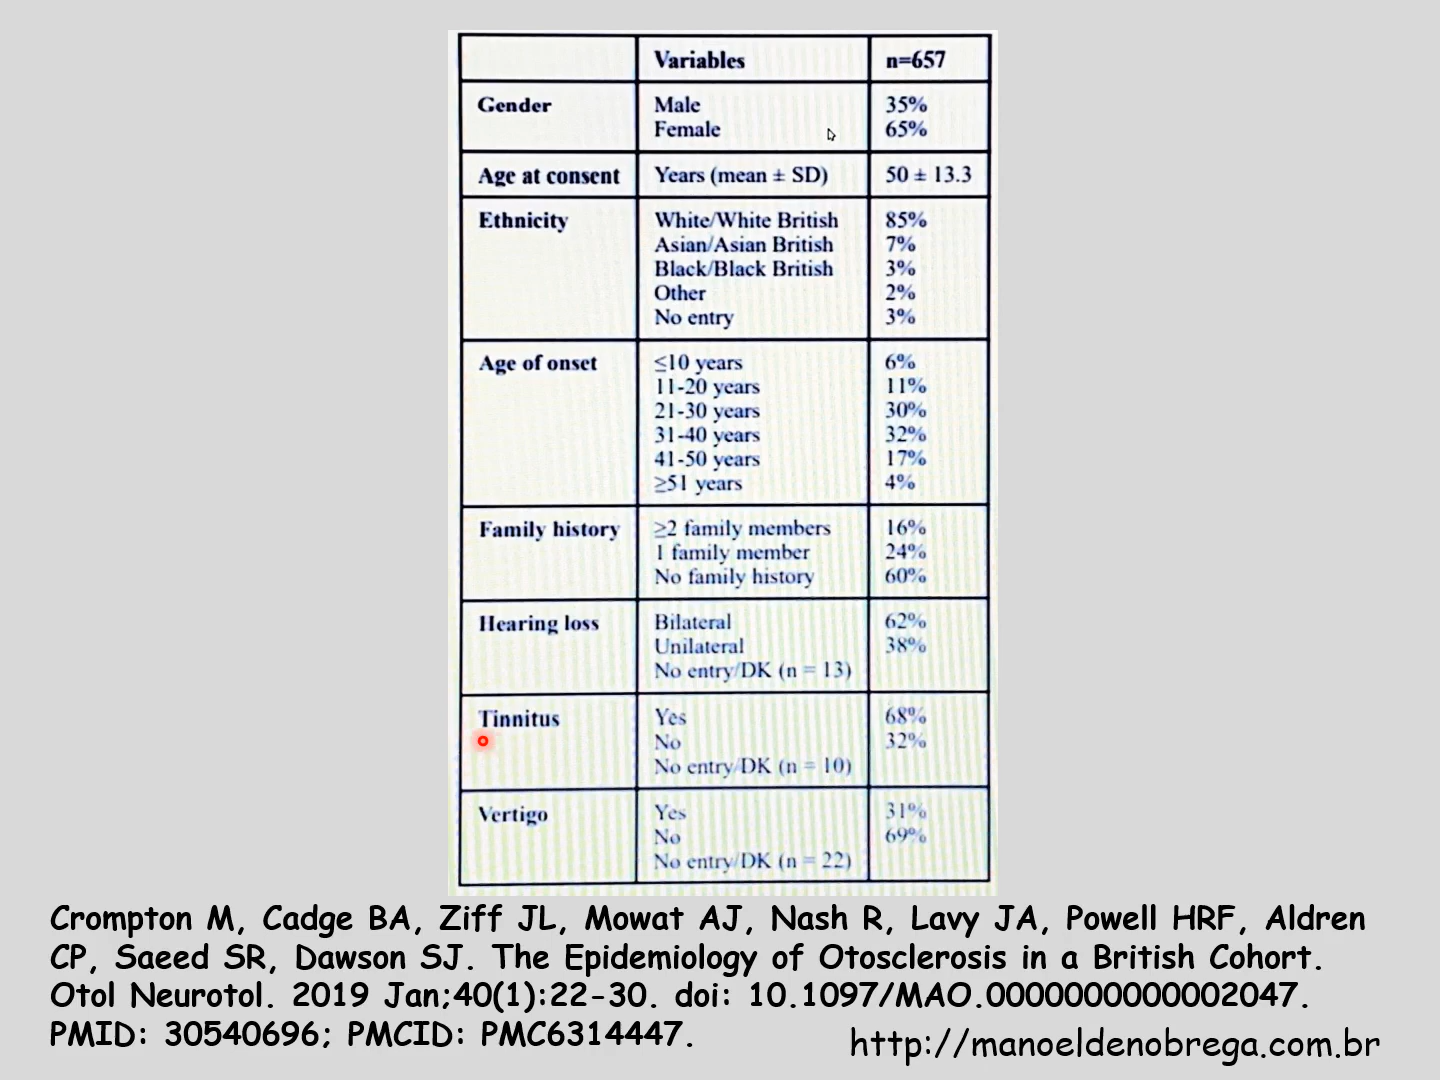 Variables n=657
Gender Male 35%
Female 65%
Age at consent Years (mean ± SD) 50 ± 13.3
Ethnicity White/White British 85%
Asian/Asian British 7%
Black/Black British 3%
Other 2%
No entry 3%
Age of onset ≤10 years 6%
11-20 years 11%
21-30 years 30%
31-40 years 32%
41-50 years 17%
≥51 years 4%
Family history ≥2 family members 16%
1 family member 24%
No family history 60%
Hearing loss Bilateral 62%
Unilateral 38%
No entry/DK (n = 13)
Tinnitus Yes 68%
No 32%
No entry/DK (n = 10)
Vertigo Yes 31%
No 69%
No entry/DK (n = 22)
Crompton M, Cadge BA, Ziff JL, Mowat AJ, Nash R, Lavy JA, Powell HRF, Aldren
CP, Saeed SR, Dawson SJ. The Epidemiology of Otosclerosis in a British Cohort.
Otol Neurotol. 2019 Jan;40(1):22-30. doi: 10.1097/MAO.0000000000002047.
PMID: 30540696; PMCID: PMC6314447.
http://manoeldenobrega.com.br